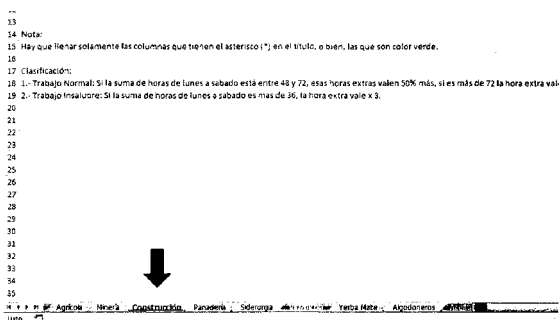 13
14 Nota:
15 Hay que llenar solamente las columnas que tienen el asterisco (*) en el titulo, o bien, las que son color verde.
16
17 Clasificación:
18 1.- Trabajo Normal: Si la suma de horas de lunes a sabado está entre 48 y 72, esas horas extras valen 50% más, si es más de 72 la hora extra vale
19 2.- Trabajo Insalubre: Si la suma de horas de lunes a sabado es mas de 36, la hora extra vale x 3.
20
21
22
23
24
25
26
27
28
29
30
31
32
33
34
35
Agrícola Minería Construcción Panadería Siderurgia Yerba Mate Algodoneros
Listo